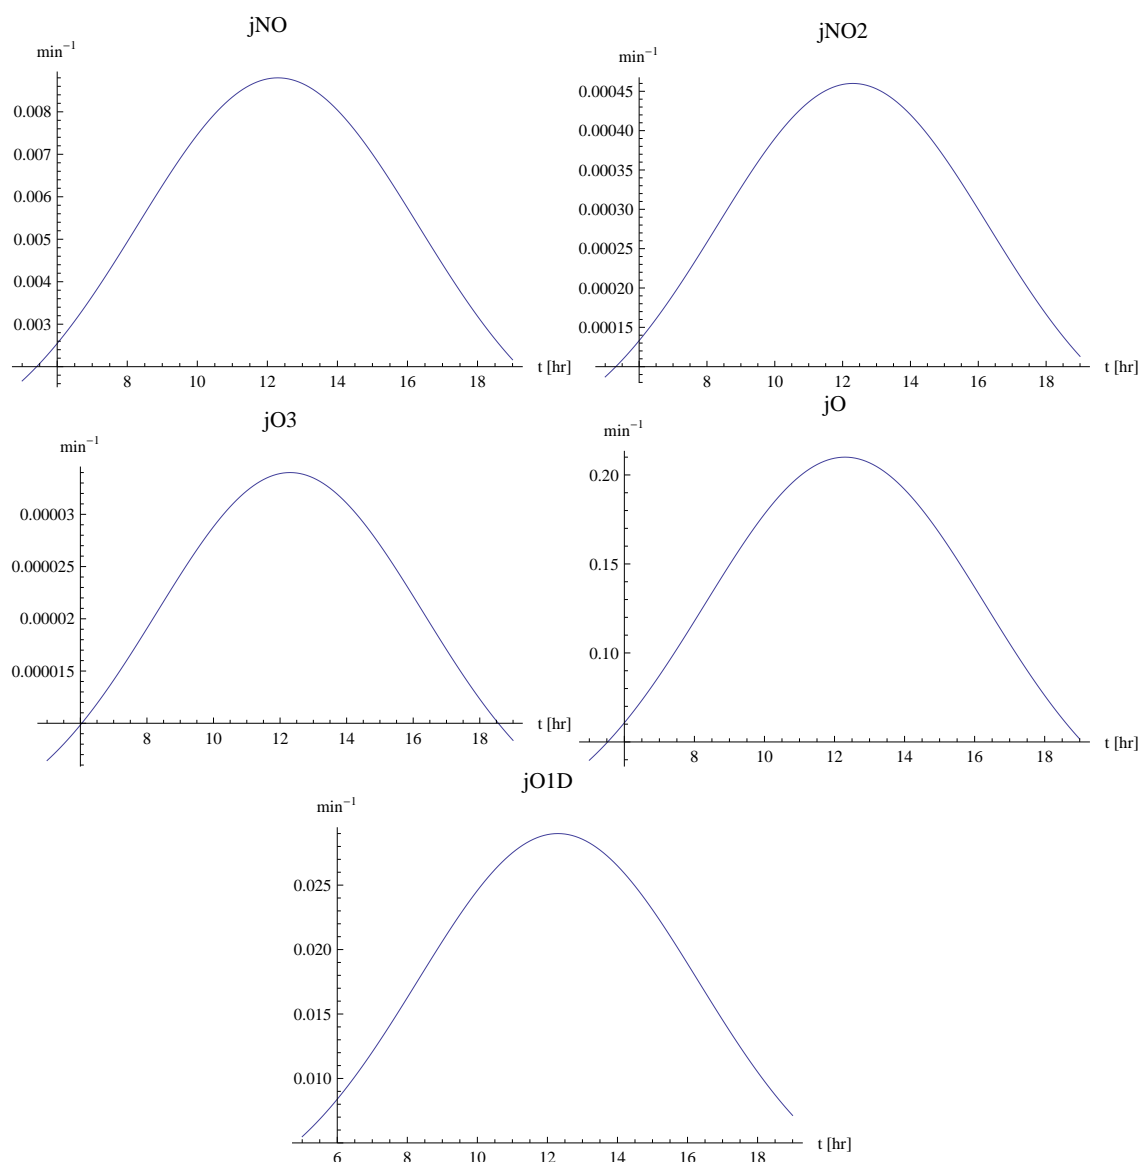 jNO
min−1
0.008
0.007
0.006
0.005
0.004
0.003
8 10 12 14 16 18 t [hr]
jNO2
min−1
0.00045
0.00040
0.00035
0.00030
0.00025
0.00020
0.00015
8 10 12 14 16 18 t [hr]
jO3
min−1
0.00003
0.000025
0.00002
0.000015
8 10 12 14 16 18 t [hr]
jO
min−1
0.20
0.15
0.10
8 10 12 14 16 18 t [hr]
jO1D
min−1
0.025
0.020
0.015
0.010
6 8 10 12 14 16 18 t [hr]